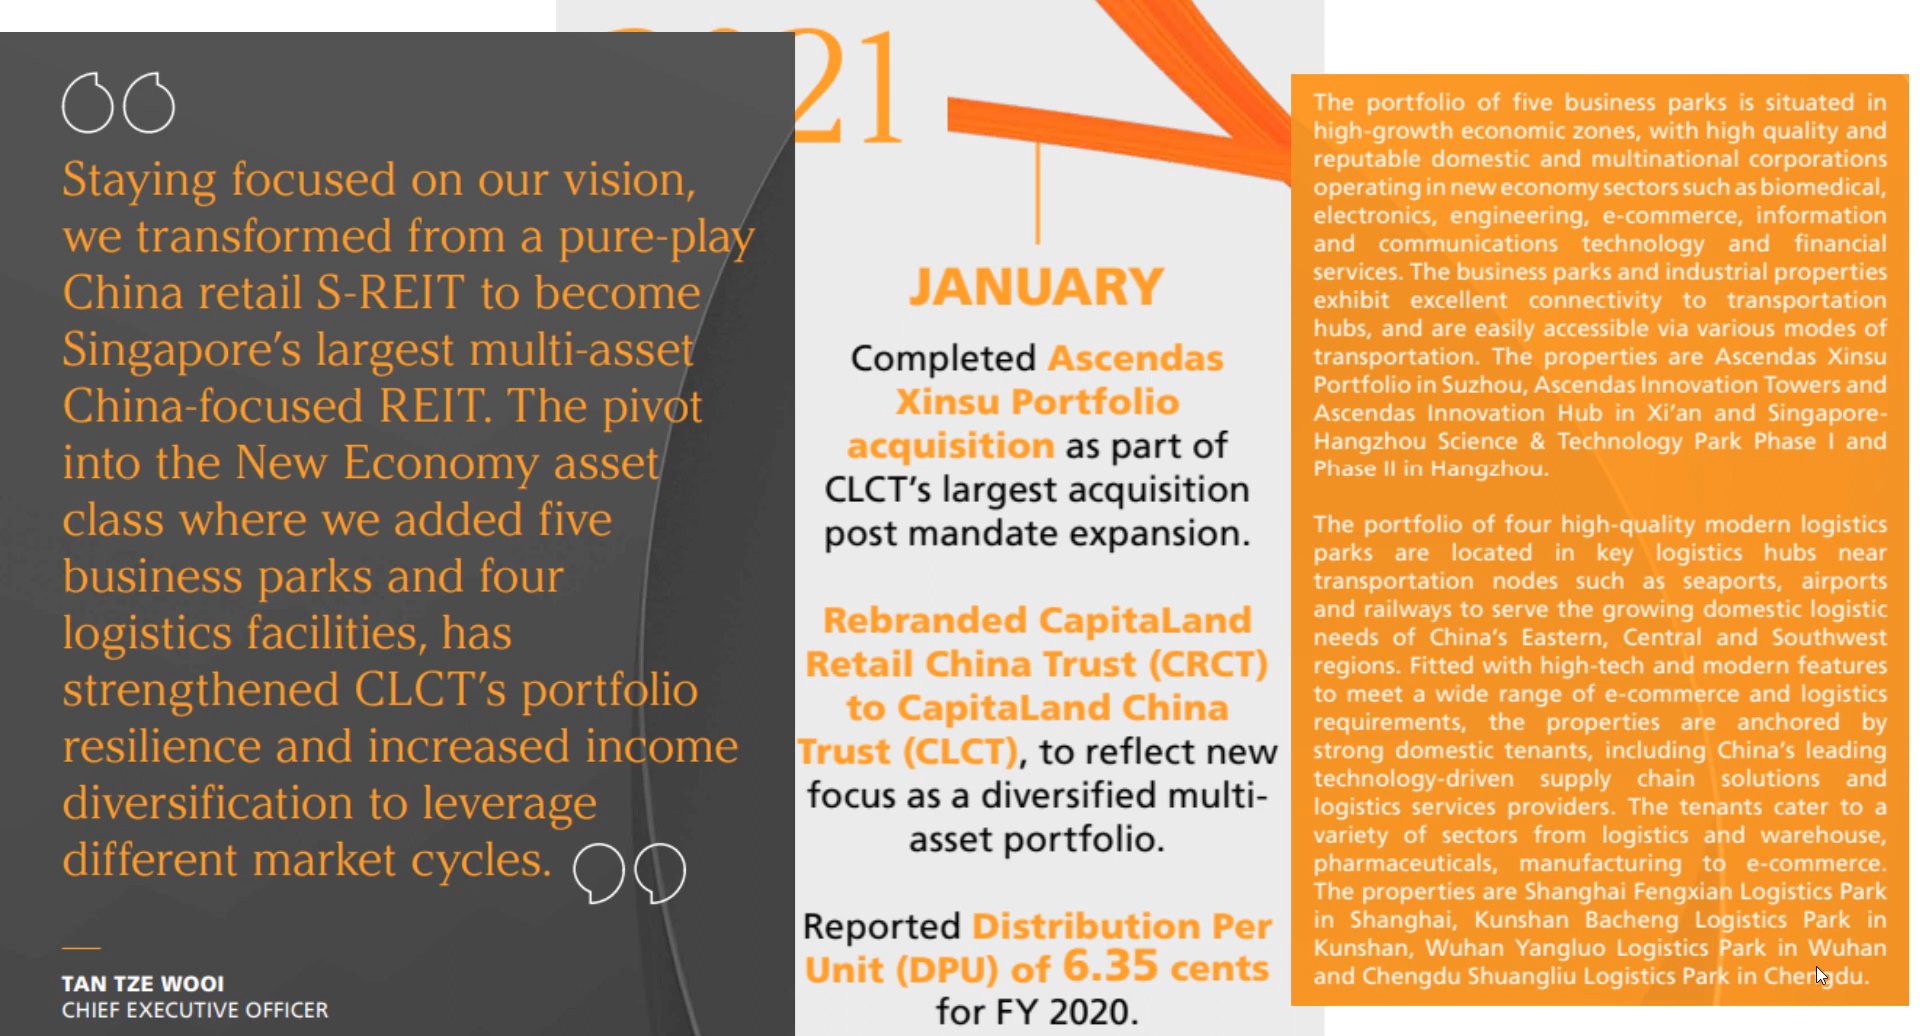 Staying focused on our vision,
we transformed from a pure-play
China retail S-REIT to become
Singapore's largest multi-asset
China-focused REIT. The pivot
into the New Economy asset
class where we added five
business parks and four
logistics facilities, has
strengthened CLCT's portfolio
resilience and increased income
diversification to leverage
different market cycles.
TAN TZE WOOI
CHIEF EXECUTIVE OFFICER
21
JANUARY
Completed Ascendas
Xinsu Portfolio
acquisition as part of
CLCT's largest acquisition
post mandate expansion.
Rebranded CapitaLand
Retail China Trust (CRCT)
to CapitaLand China
Trust (CLCT), to reflect new
focus as a diversified multi-
asset portfolio.
Reported Distribution Per
Unit (DPU) of 6.35 cents
for FY 2020.
The portfolio of five business parks is situated in
high-growth economic zones, with high quality and
reputable domestic and multinational corporations
operating in new economy sectors such as biomedical,
electronics, engineering, e-commerce, information
and communications technology and financial
services. The business parks and industrial properties
exhibit excellent connectivity to transportation
hubs, and are easily accessible via various modes of
transportation. The properties are Ascendas Xinsu
Portfolio in Suzhou, Ascendas Innovation Towers and
Ascendas Innovation Hub in Xi'an and Singapore-
Hangzhou Science & Technology Park Phase I and
Phase II in Hangzhou.
The portfolio of four high-quality modern logistics
parks are located in key logistics hubs near
transportation nodes such as seaports, airports
and railways to serve the growing domestic logistic
needs of China's Eastern, Central and Southwest
regions. Fitted with high-tech and modern features
to meet a wide range of e-commerce and logistics
requirements, the properties are anchored by
strong domestic tenants, including China's leading
technology-driven supply chain solutions and
logistics services providers. The tenants cater to a
variety of sectors from logistics and warehouse,
pharmaceuticals, manufacturing to e-commerce.
The properties are Shanghai Fengxian Logistics Park
in Shanghai, Kunshan Bacheng Logistics Park in
Kunshan, Wuhan Yangluo Logistics Park in Wuhan
and Chengdu Shuangliu Logistics Park in Chengdu.